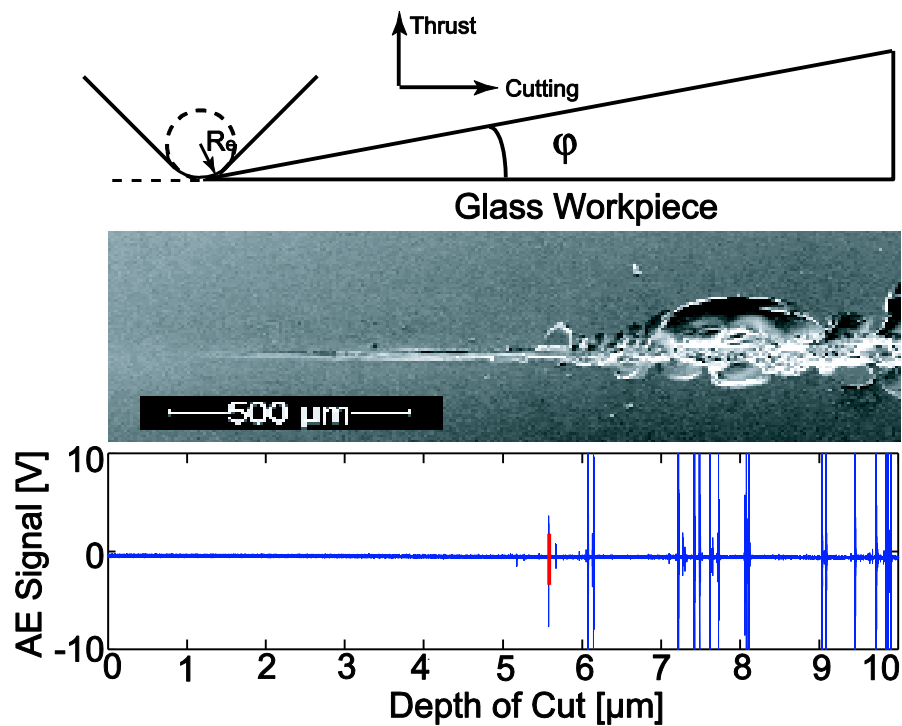 Thrust
Cutting
Re
φ
Glass Workpiece
500 µm
AE Signal [V]
10
0
-10
0 1 2 3 4 5 6 7 8 9 10
Depth of Cut [µm]